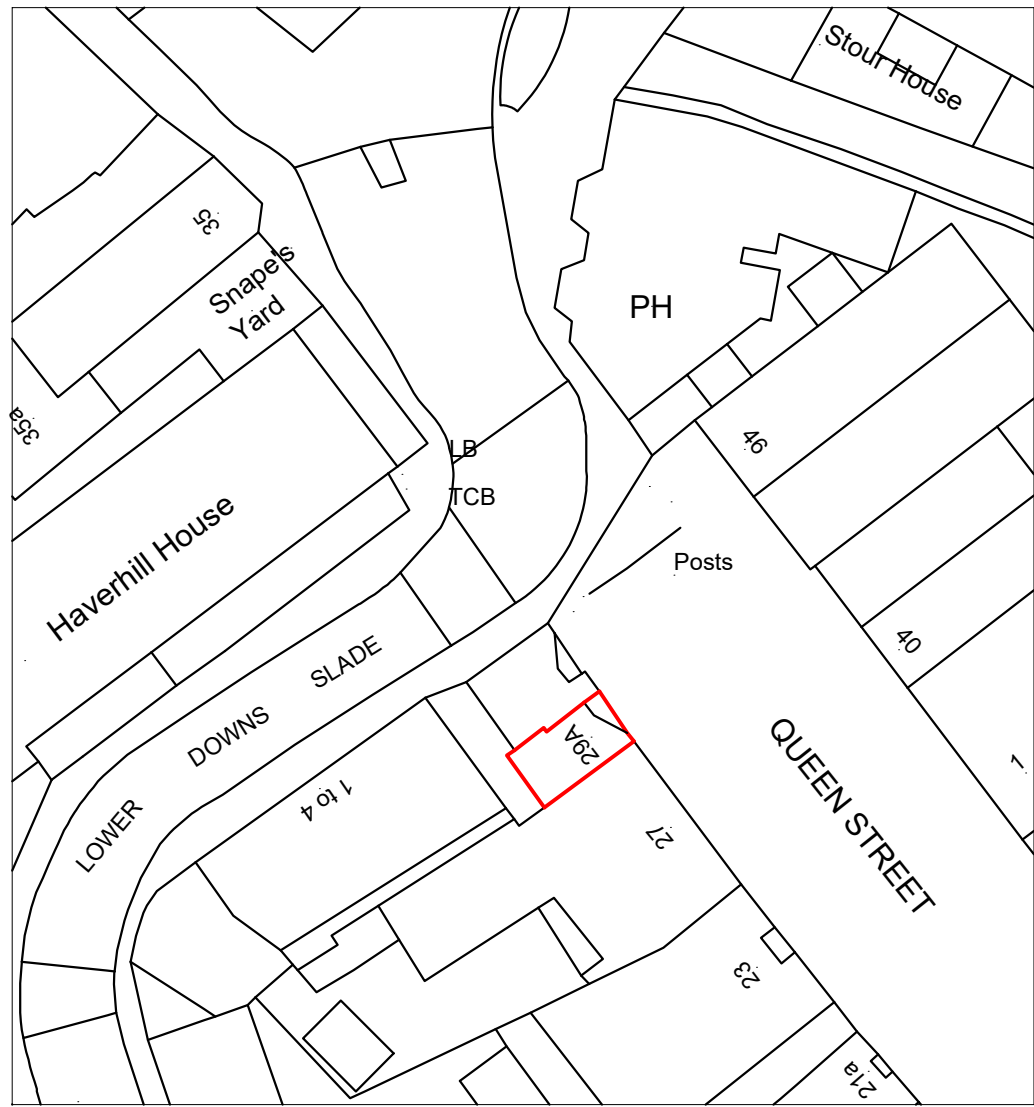 Stour House
35
Snape's
Yard
PH
35a
LB
46
TCB
Haverhill House
Posts
40
LOWER DOWNS SLADE
29A
QUEEN STREET
1
1 to 4
27
23
21a